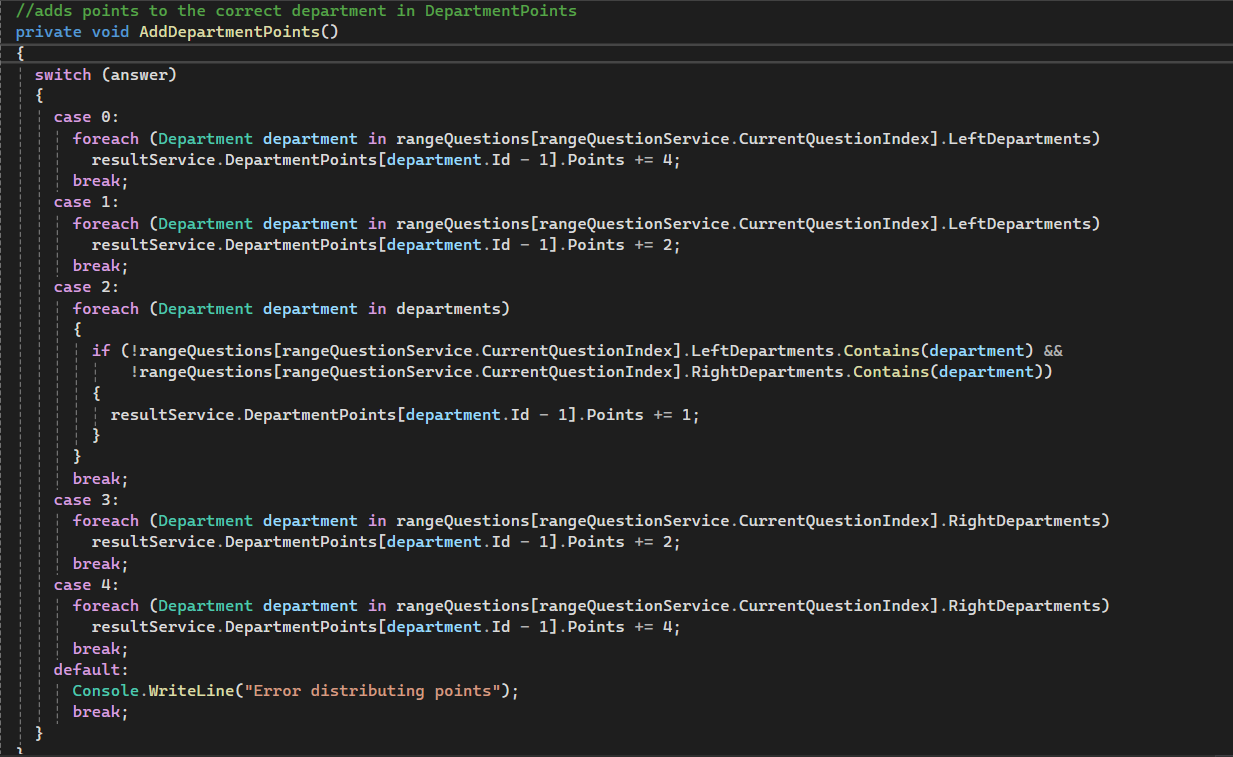 //adds points to the correct department in DepartmentPoints
private void AddDepartmentPoints()
{
switch (answer)
{
case 0:
foreach (Department department in rangeQuestions[rangeQuestionService.CurrentQuestionIndex].LeftDepartments)
resultService.DepartmentPoints[department.Id - 1].Points += 4;
break;
case 1:
foreach (Department department in rangeQuestions[rangeQuestionService.CurrentQuestionIndex].LeftDepartments)
resultService.DepartmentPoints[department.Id - 1].Points += 2;
break;
case 2:
foreach (Department department in departments)
{
if (!rangeQuestions[rangeQuestionService.CurrentQuestionIndex].LeftDepartments.Contains(department) &&
!rangeQuestions[rangeQuestionService.CurrentQuestionIndex].RightDepartments.Contains(department))
{
resultService.DepartmentPoints[department.Id - 1].Points += 1;
}
}
break;
case 3:
foreach (Department department in rangeQuestions[rangeQuestionService.CurrentQuestionIndex].RightDepartments)
resultService.DepartmentPoints[department.Id - 1].Points += 2;
break;
case 4:
foreach (Department department in rangeQuestions[rangeQuestionService.CurrentQuestionIndex].RightDepartments)
resultService.DepartmentPoints[department.Id - 1].Points += 4;
break;
default:
Console.WriteLine("Error distributing points");
break;
}
}